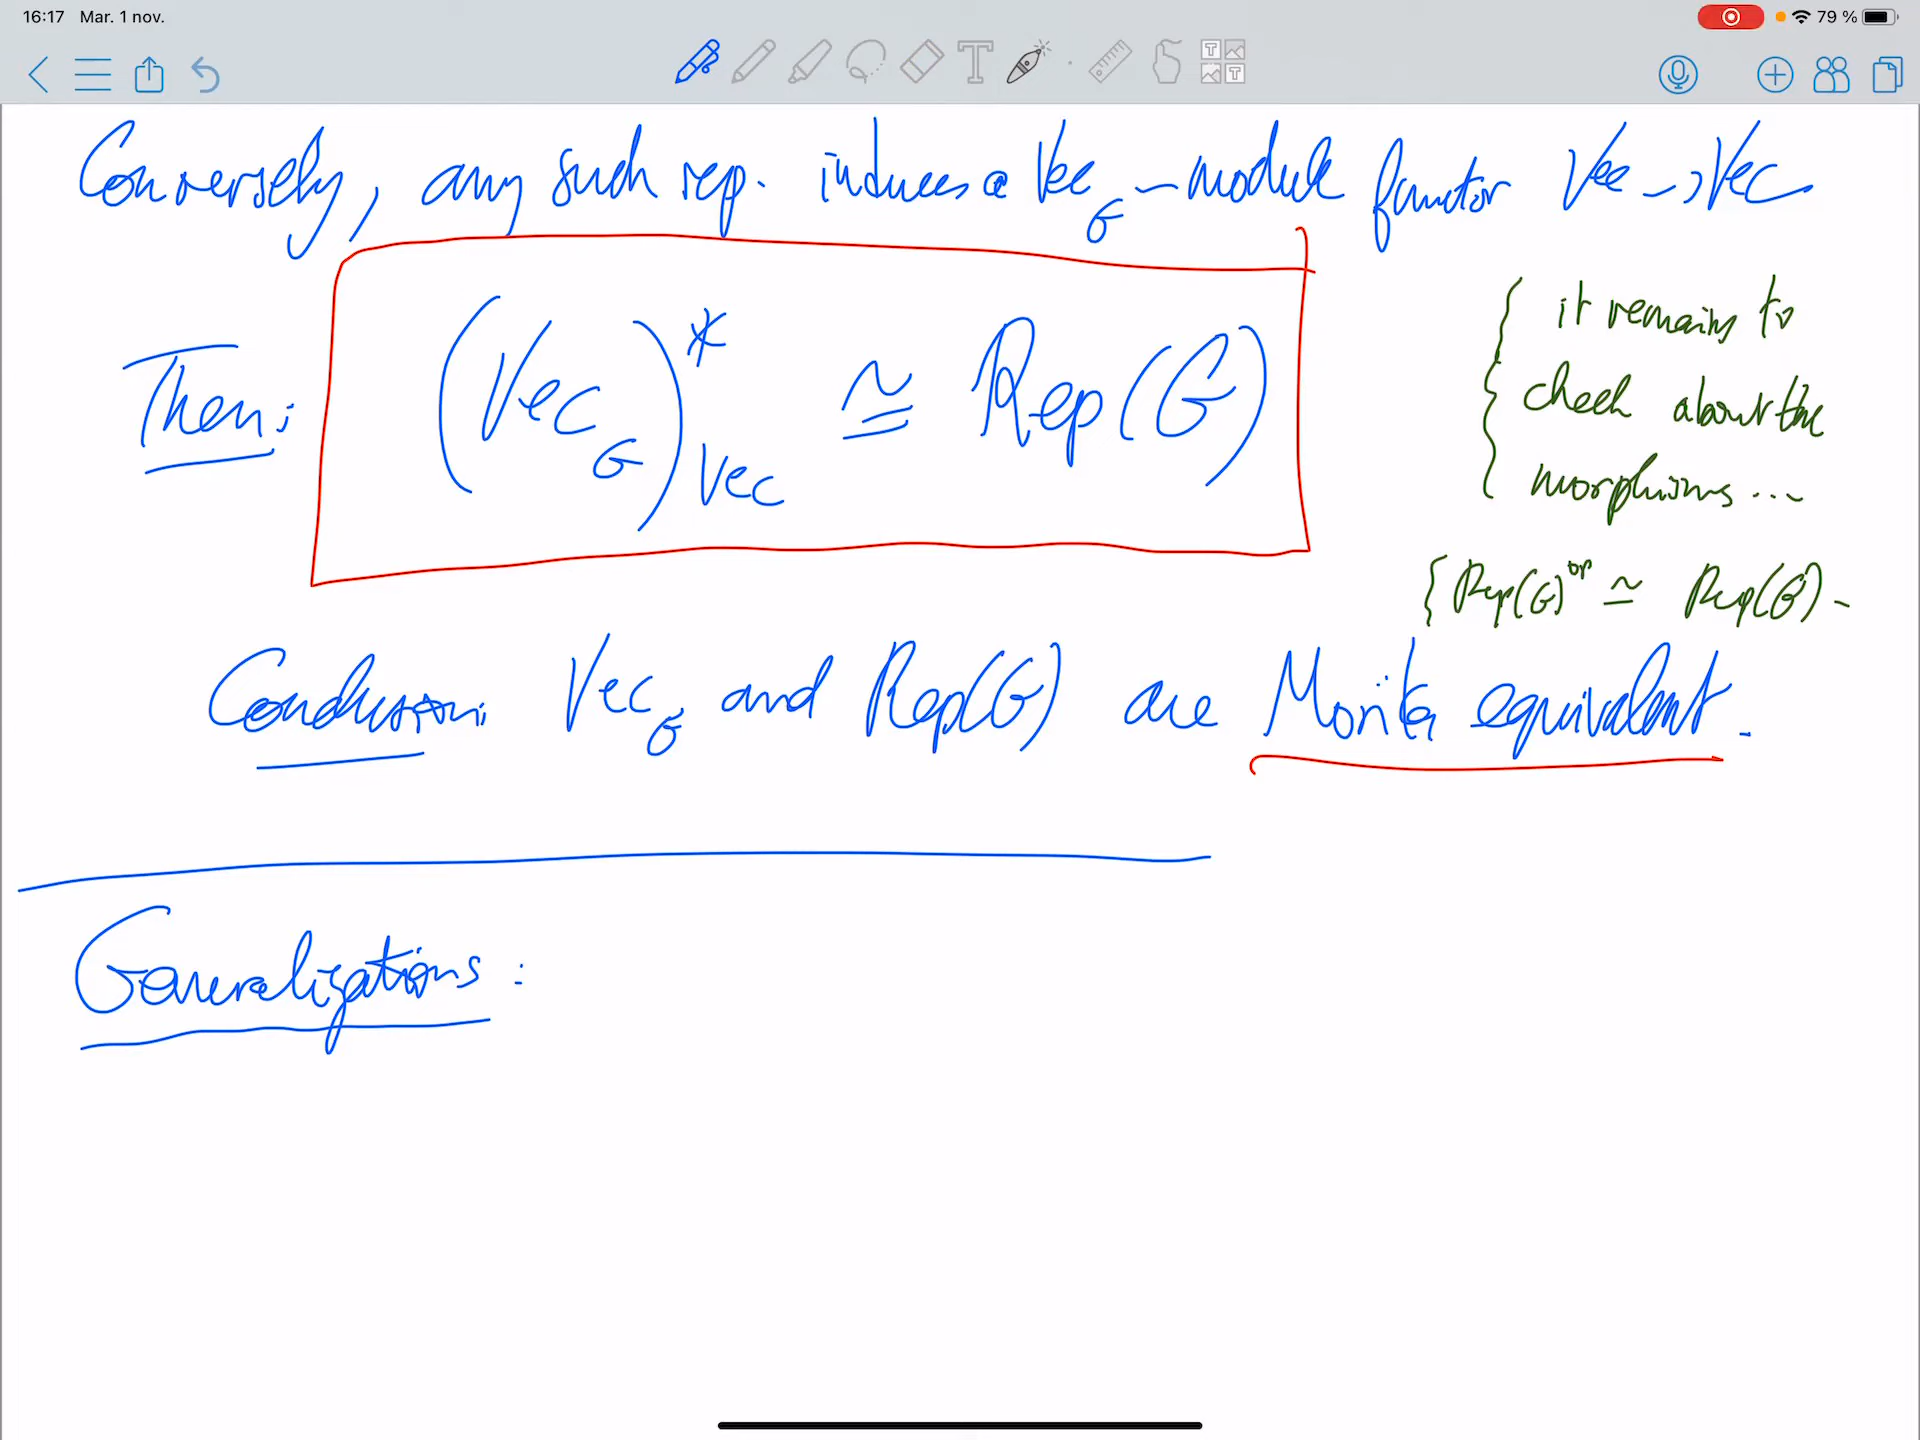 16:17 Mar. 1 nov. 79 %
Conversely, any such rep. induces a Vec_G -module functor Vec → Vec
Then: (Vec_G)^*_Vec ≅ Rep(G)
{ it remains to
check about the
morphisms ...
{ Rep(G)^op ≅ Rep(G) -
Conclusion: Vec_G and Rep(G) are Morita equivalent.
Generalizations :